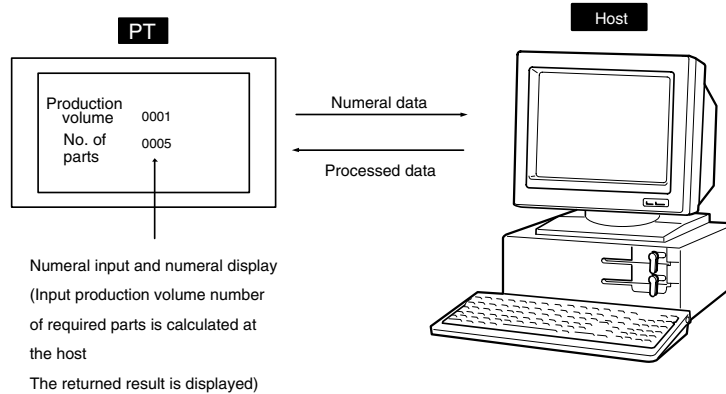 PT
Host
Production
volume 0001
No. of
parts 0005
Numeral data
Processed data
Numeral input and numeral display
(Input production volume number
of required parts is calculated at
the host
The returned result is displayed)